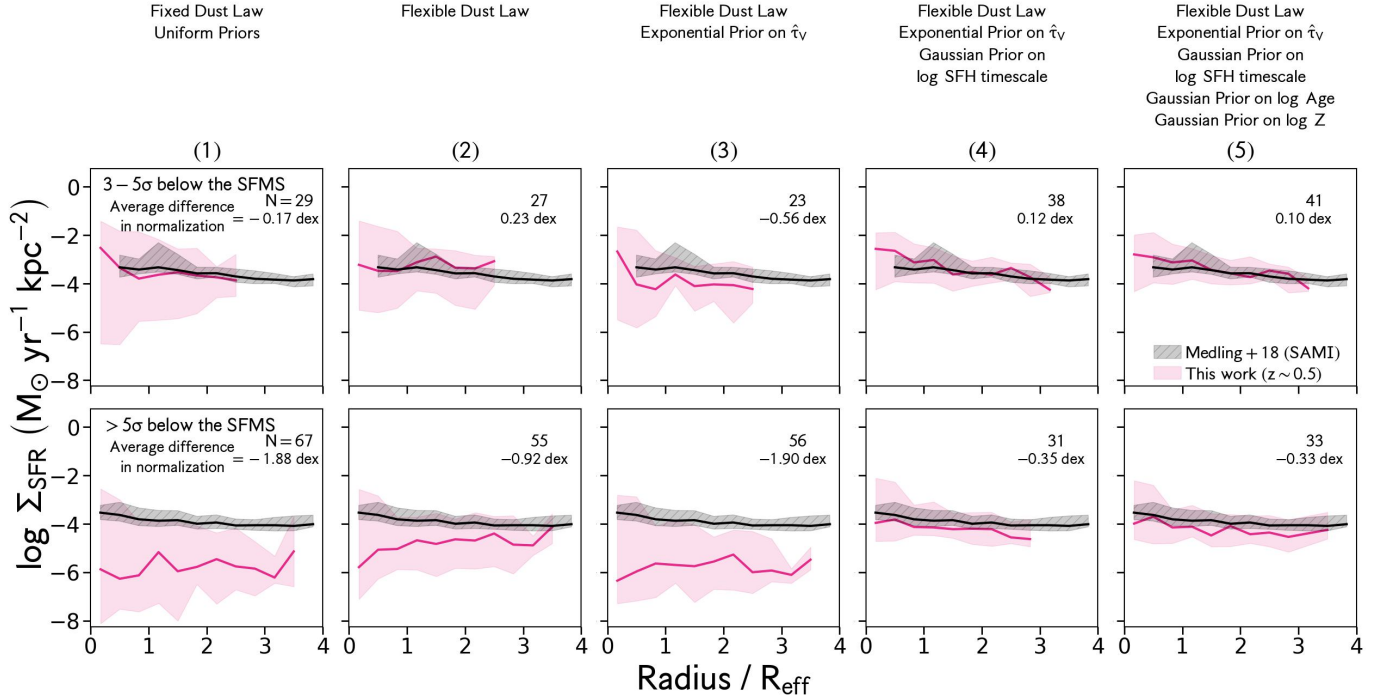 Fixed Dust Law
Uniform Priors
Flexible Dust Law
Flexible Dust Law
Exponential Prior on τ̂V
Flexible Dust Law
Exponential Prior on τ̂V
Gaussian Prior on
log SFH timescale
Flexible Dust Law
Exponential Prior on τ̂V
Gaussian Prior on
log SFH timescale
Gaussian Prior on log Age
Gaussian Prior on log Z
(1)
(2)
(3)
(4)
(5)
log ΣSFR (M⊙ yr−1 kpc−2)
0
−2
−4
−6
−8
3 − 5σ below the SFMS
N = 29
Average difference
in normalization = − 0.17 dex
27
0.23 dex
23
−0.56 dex
38
0.12 dex
41
0.10 dex
Medling + 18 (SAMI)
This work (z ~ 0.5)
0
−2
−4
−6
−8
> 5σ below the SFMS
N = 67
Average difference
in normalization = − 1.88 dex
55
−0.92 dex
56
−1.90 dex
31
−0.35 dex
33
−0.33 dex
0 1 2 3 4
0 1 2 3 4
0 1 2 3 4
0 1 2 3 4
0 1 2 3 4
Radius / Reff